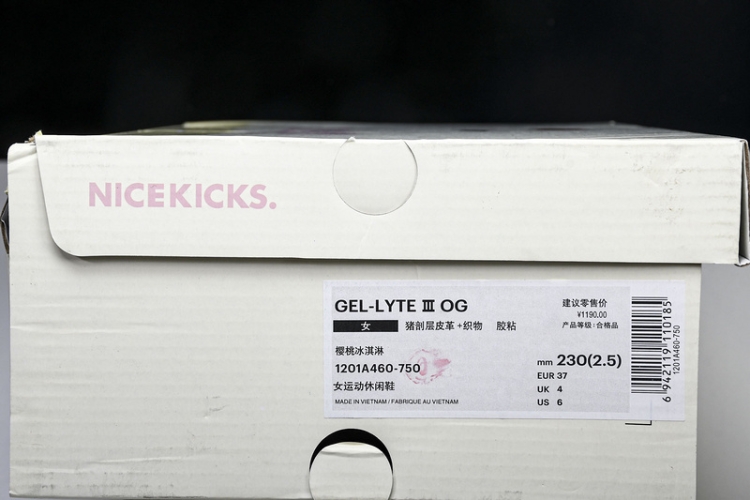 NICEKICKS.
GEL-LYTE III OG
女 猪剖层皮革+织物 胶粘
樱桃冰淇淋
1201A460-750
女运动休闲鞋
MADE IN VIETNAM / FABRIQUE AU VIETNAM
建议零售价
¥1190.00
产品等级:合格品
mm 230(2.5)
EUR 37
UK 4
US 6
6 942119 110185
1201A460-750